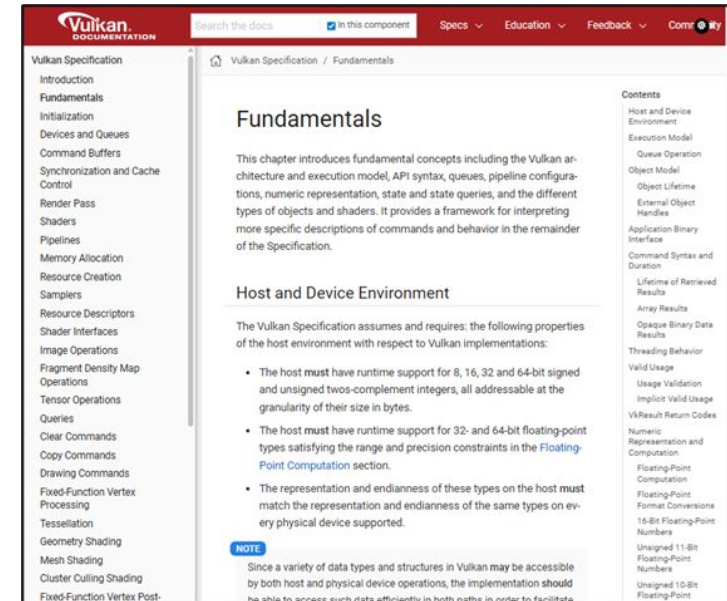 Vulkan.
DOCUMENTATION
Search the docs
In this component
Specs
Education
Feedback
Vulkan Specification
Introduction
Fundamentals
Initialization
Devices and Queues
Command Buffers
Synchronization and Cache
Control
Render Pass
Shaders
Pipelines
Memory Allocation
Resource Creation
Samplers
Resource Descriptors
Shader Interfaces
Image Operations
Fragment Density Map
Operations
Tensor Operations
Queries
Clear Commands
Copy Commands
Drawing Commands
Fixed-Function Vertex
Processing
Tessellation
Geometry Shading
Mesh Shading
Cluster Culling Shading
Fixed-Function Vertex Post-
Vulkan Specification / Fundamentals
Fundamentals
This chapter introduces fundamental concepts including the Vulkan ar-
chitecture and execution model, API syntax, queues, pipeline configura-
tions, numeric representation, state and state queries, and the different
types of objects and shaders. It provides a framework for interpreting
more specific descriptions of commands and behavior in the remainder
of the Specification.
Host and Device Environment
The Vulkan Specification assumes and requires: the following properties
of the host environment with respect to Vulkan implementations:
• The host must have runtime support for 8, 16, 32 and 64-bit signed
and unsigned twos-complement integers, all addressable at the
granularity of their size in bytes.
• The host must have runtime support for 32- and 64-bit floating-point
types satisfying the range and precision constraints in the Floating-
Point Computation section.
• The representation and endianness of these types on the host must
match the representation and endianness of the same types on ev-
ery physical device supported.
NOTE
Since a variety of data types and structures in Vulkan may be accessible
by both host and physical device operations, the implementation should
be able to access such data efficiently in both paths in order to facilitate
Contents
Host and Device
Environment
Execution Model
Queue Operation
Object Model
Object Lifetime
External Object
Handles
Application Binary
Interface
Command Syntax and
Duration
Lifetime of Retrieved
Results
Array Results
Opaque Binary Data
Results
Threading Behavior
Valid Usage
Usage Validation
Implicit Valid Usage
VkResult Return Codes
Numeric
Representation and
Computation
Floating-Point
Computation
Floating-Point
Format Conversions
16-Bit Floating-Point
Numbers
Unsigned 11-Bit
Floating-Point
Numbers
Unsigned 10-Bit
Floating-Point